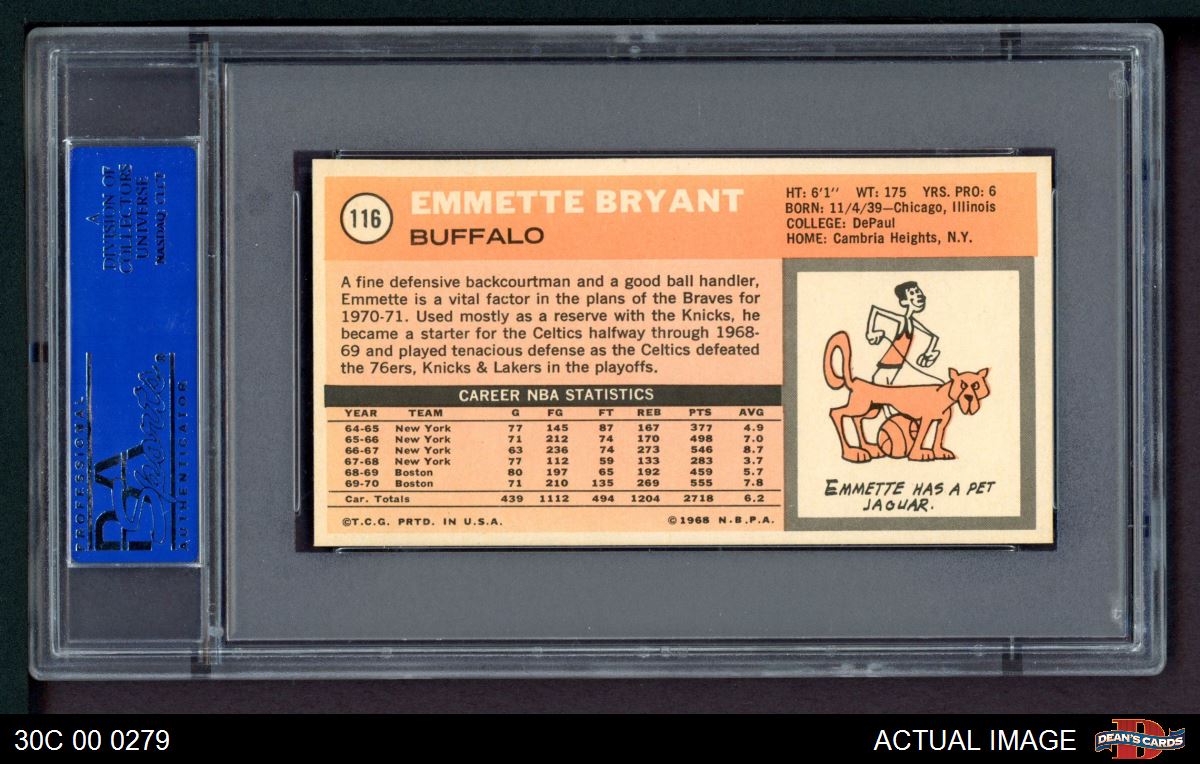 A
DIVISION OF
COLLECTORS
UNIVERSE
NASDAQ: CLCT
PROFESSIONAL
PSA
Sports
AUTHENTICATOR
116
EMMETTE BRYANT
BUFFALO
HT: 6'1" WT: 175 YRS. PRO: 6
BORN: 11/4/39—Chicago, Illinois
COLLEGE: DePaul
HOME: Cambria Heights, N.Y.
A fine defensive backcourtman and a good ball handler,
Emmette is a vital factor in the plans of the Braves for
1970-71. Used mostly as a reserve with the Knicks, he
became a starter for the Celtics halfway through 1968-
69 and played tenacious defense as the Celtics defeated
the 76ers, Knicks & Lakers in the playoffs.
CAREER NBA STATISTICS
YEAR TEAM G FG FT REB PTS AVG
64-65 New York 77 145 87 167 377 4.9
65-66 New York 71 212 74 170 498 7.0
66-67 New York 63 236 74 273 546 8.7
67-68 New York 77 112 59 133 283 3.7
68-69 Boston 80 197 65 192 459 5.7
69-70 Boston 71 210 135 269 555 7.8
Car. Totals 439 1112 494 1204 2718 6.2
©T.C.G. PRTD. IN U.S.A. ©1968 N.B.P.A.
EMMETTE HAS A PET
JAGUAR.
30C 00 0279
ACTUAL IMAGE
DEAN'S CARDS